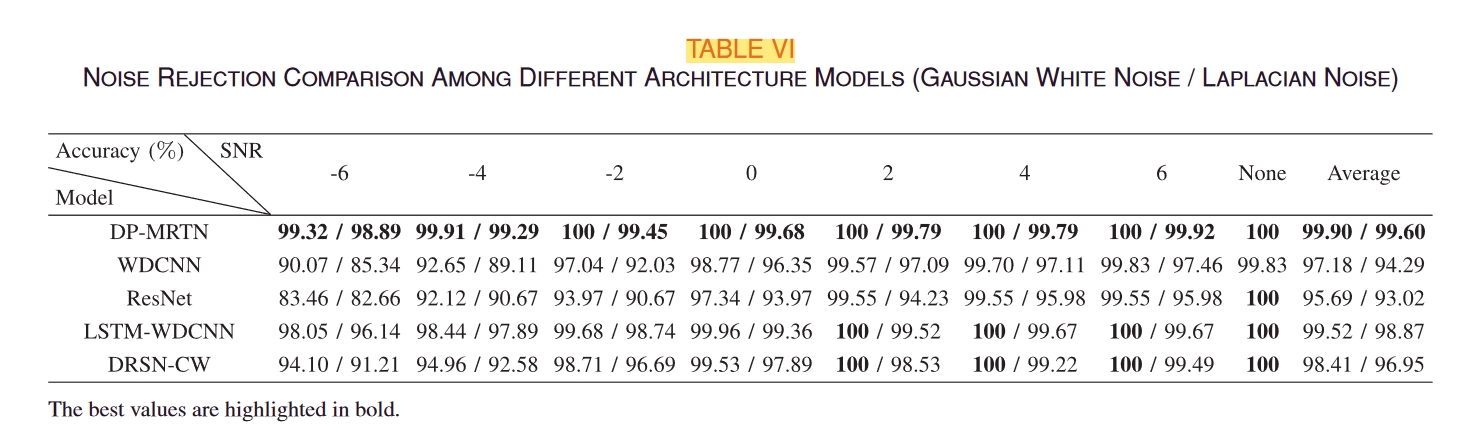 TABLE VI
NOISE REJECTION COMPARISON AMONG DIFFERENT ARCHITECTURE MODELS (GAUSSIAN WHITE NOISE / LAPLACIAN NOISE)
Accuracy (%) SNR
Model -6 -4 -2 0 2 4 6 None Average
DP-MRTN 99.32 / 98.89 99.91 / 99.29 100 / 99.45 100 / 99.68 100 / 99.79 100 / 99.79 100 / 99.92 100 99.90 / 99.60
WDCNN 90.07 / 85.34 92.65 / 89.11 97.04 / 92.03 98.77 / 96.35 99.57 / 97.09 99.70 / 97.11 99.83 / 97.46 99.83 97.18 / 94.29
ResNet 83.46 / 82.66 92.12 / 90.67 93.97 / 90.67 97.34 / 93.97 99.55 / 94.23 99.55 / 95.98 99.55 / 95.98 100 95.69 / 93.02
LSTM-WDCNN 98.05 / 96.14 98.44 / 97.89 99.68 / 98.74 99.96 / 99.36 100 / 99.52 100 / 99.67 100 / 99.67 100 99.52 / 98.87
DRSN-CW 94.10 / 91.21 94.96 / 92.58 98.71 / 96.69 99.53 / 97.89 100 / 98.53 100 / 99.22 100 / 99.49 100 98.41 / 96.95
The best values are highlighted in bold.